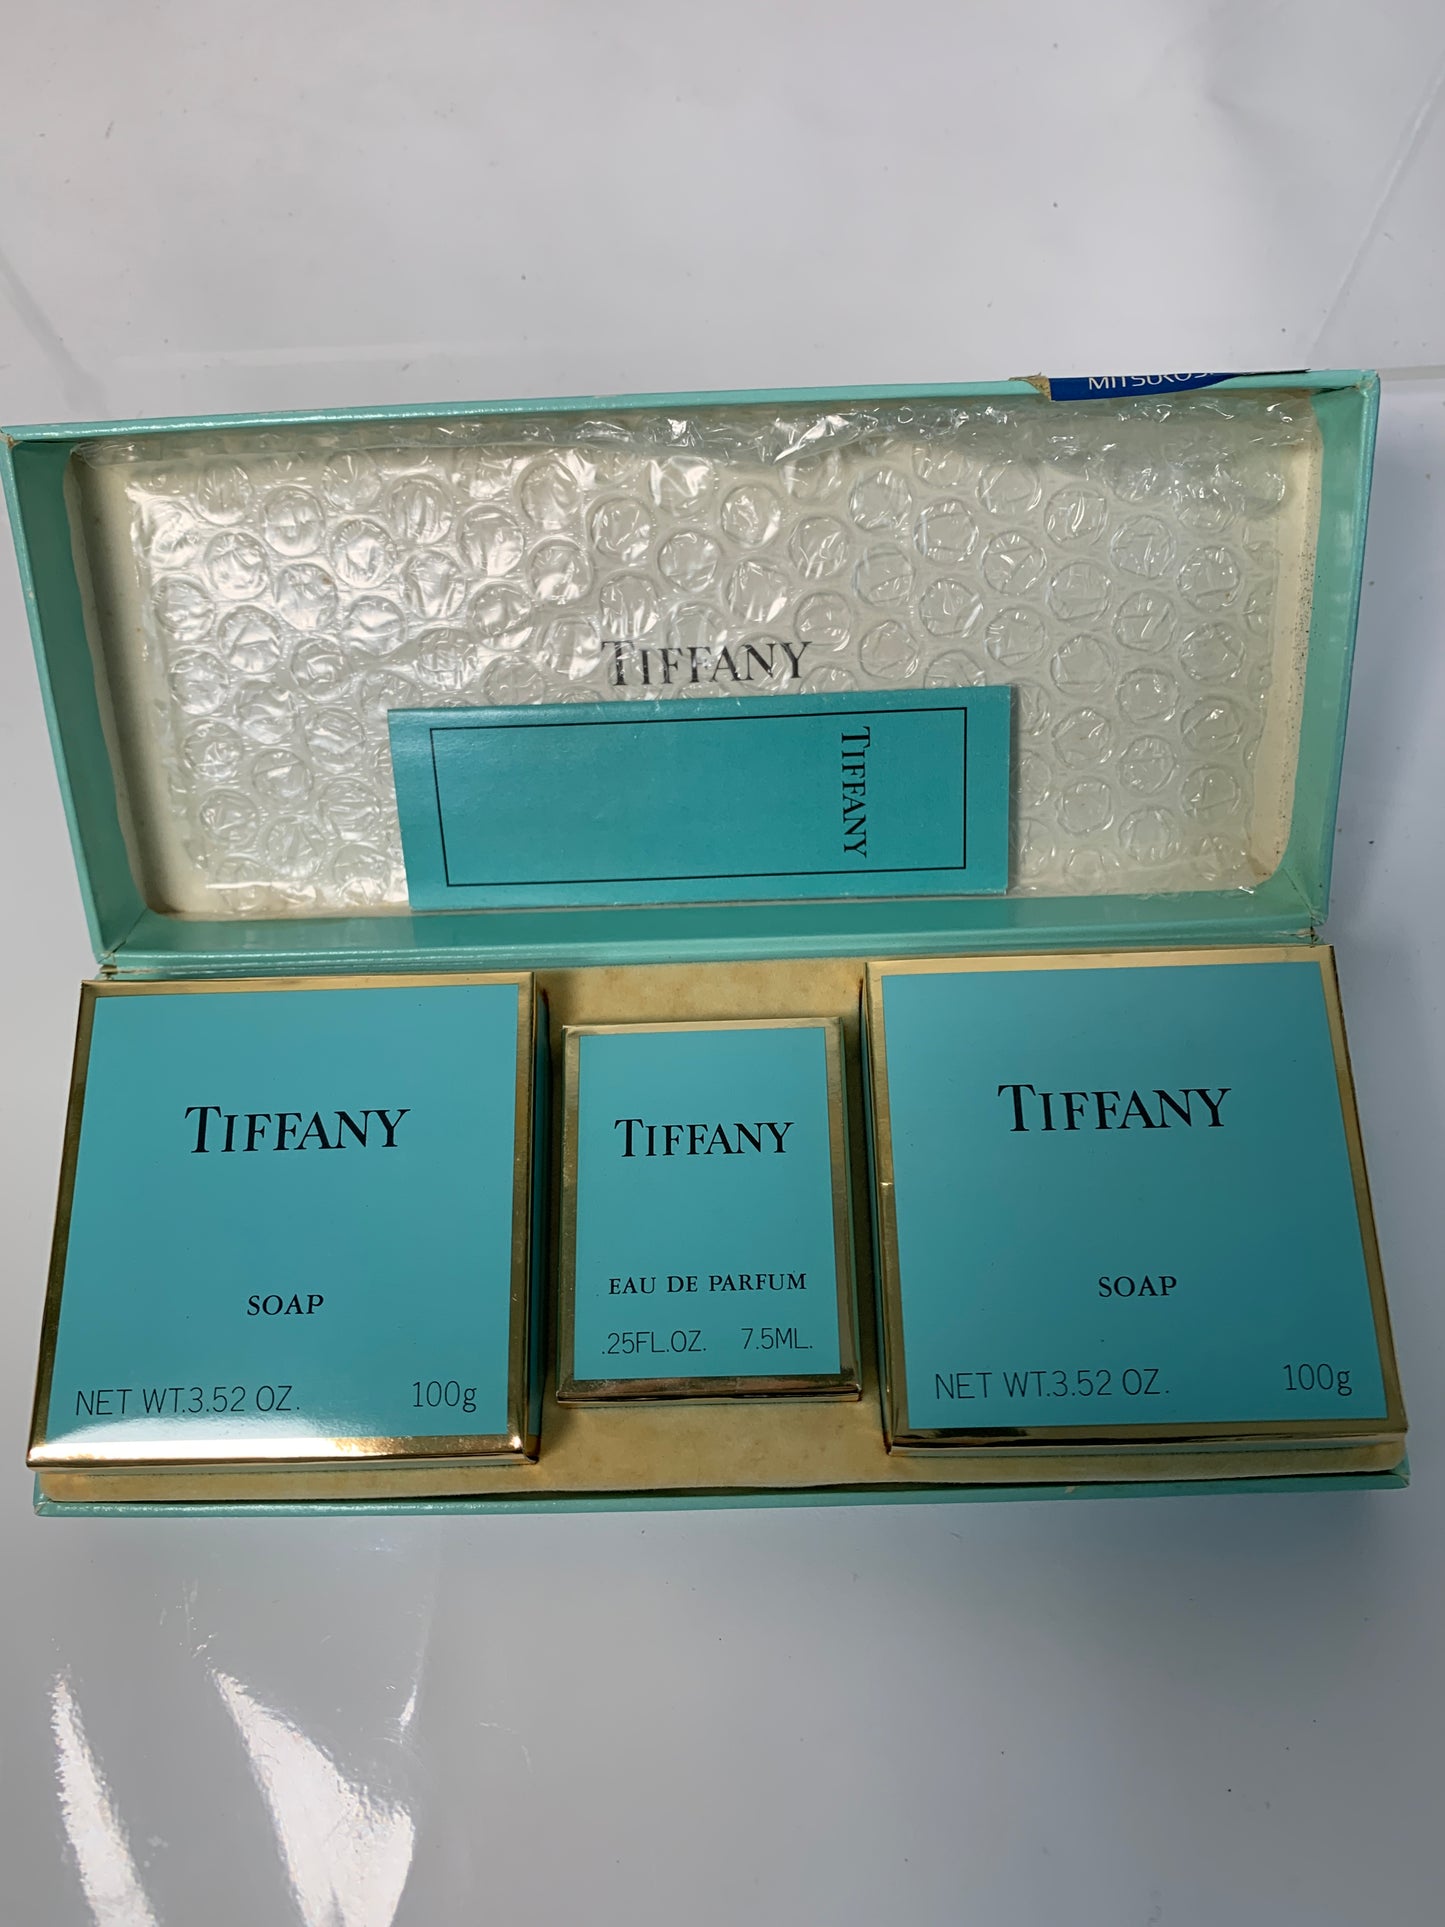 TIFFANY
TIFFANY
TIFFANY
SOAP
NET WT.3.52 OZ. 100g
TIFFANY
EAU DE PARFUM
.25FL.OZ. 7.5ML.
TIFFANY
SOAP
NET WT.3.52 OZ. 100g